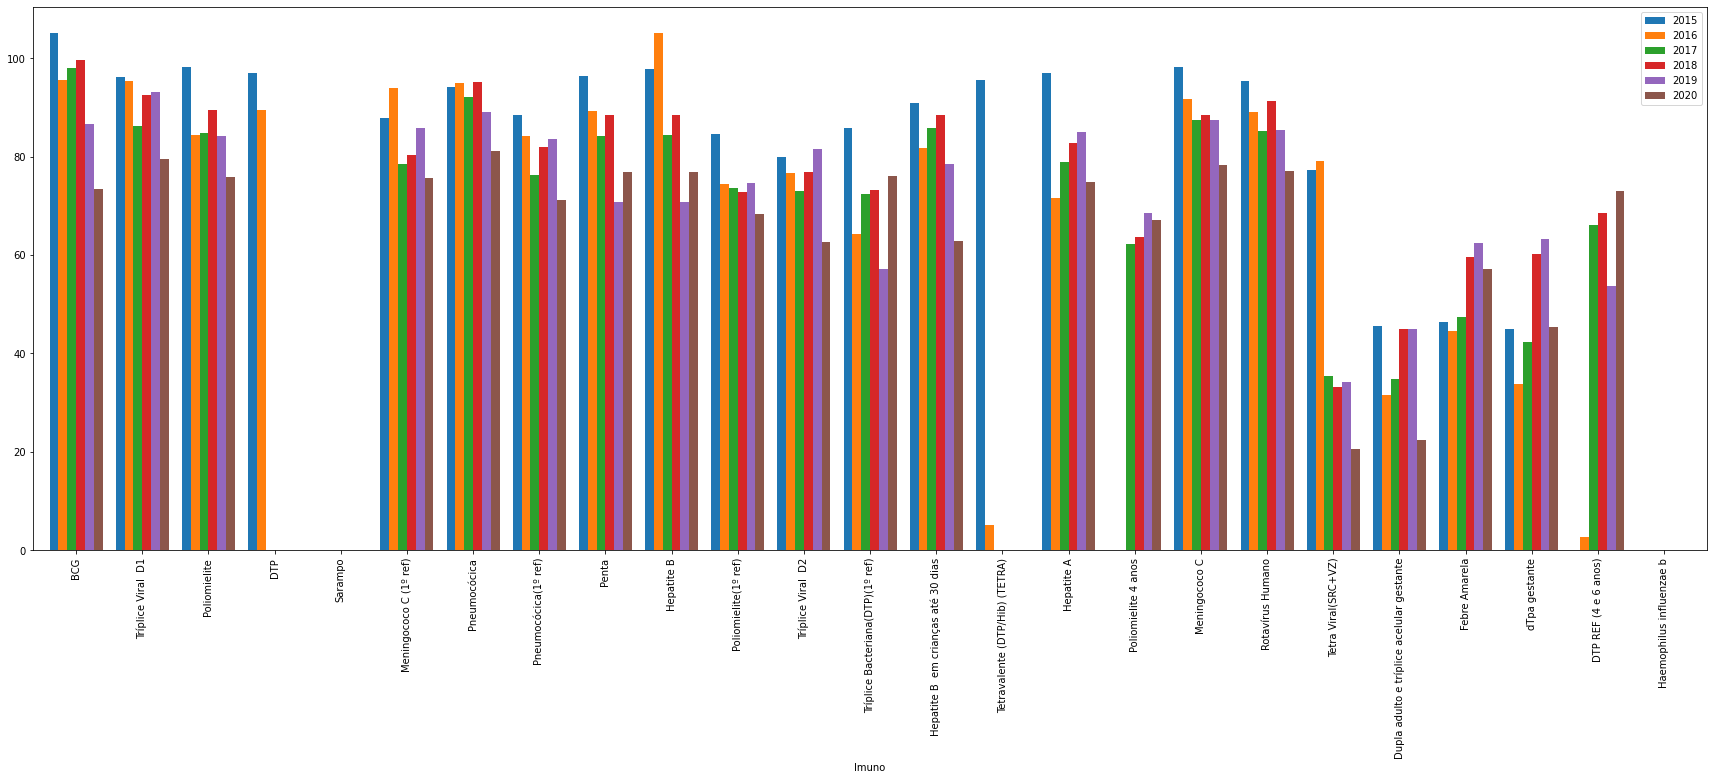 2015
2016
2017
2018
2019
2020
100
80
60
40
20
0
BCG
Tríplice Viral  D1
Poliomielite
DTP
Sarampo
Meningococo C (1º ref)
Pneumocócica
Pneumocócica(1º ref)
Penta
Hepatite B
Poliomielite(1º ref)
Tríplice Viral  D2
Tríplice Bacteriana(DTP)(1º ref)
Hepatite B  em crianças até 30 dias
Tetravalente (DTP/Hib) (TETRA)
Hepatite A
Poliomielite 4 anos
Meningococo C
Rotavírus Humano
Tetra Viral(SRC+VZ)
Dupla adulto e tríplice acelular gestante
Febre Amarela
dTpa gestante
DTP REF (4 e 6 anos)
Haemophilus influenzae b
Imuno